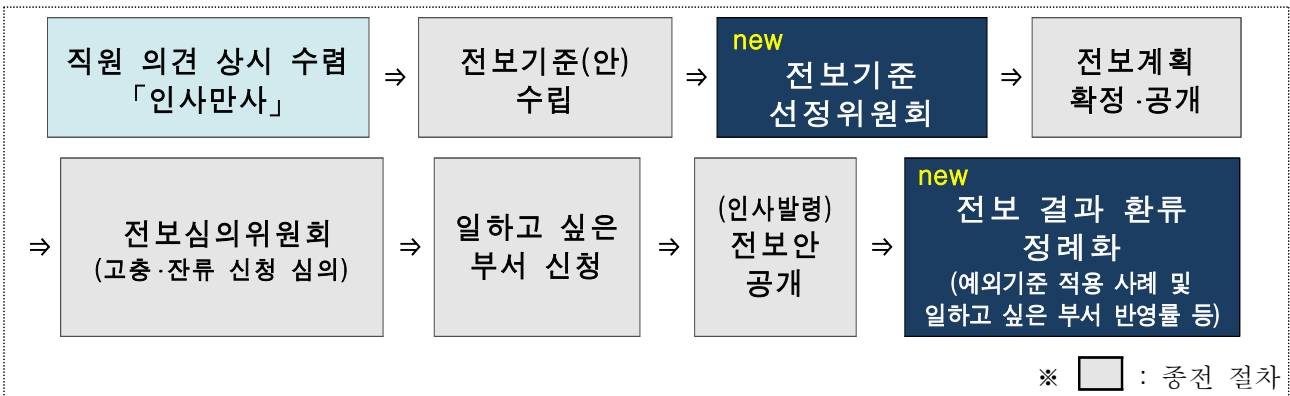 직원 의견 상시 수렴
「인사만사」
⇒
전보기준(안)
수립
⇒
new
전보기준
선정위원회
⇒
전보계획
확정·공개
⇒
전보심의위원회
(고충·잔류 신청 심의)
⇒
일하고 싶은
부서 신청
⇒
(인사발령)
전보안
공개
⇒
new
전보 결과 환류
정례화
(예외기준 적용 사례 및
일하고 싶은 부서 반영률 등)
※ : 종전 절차